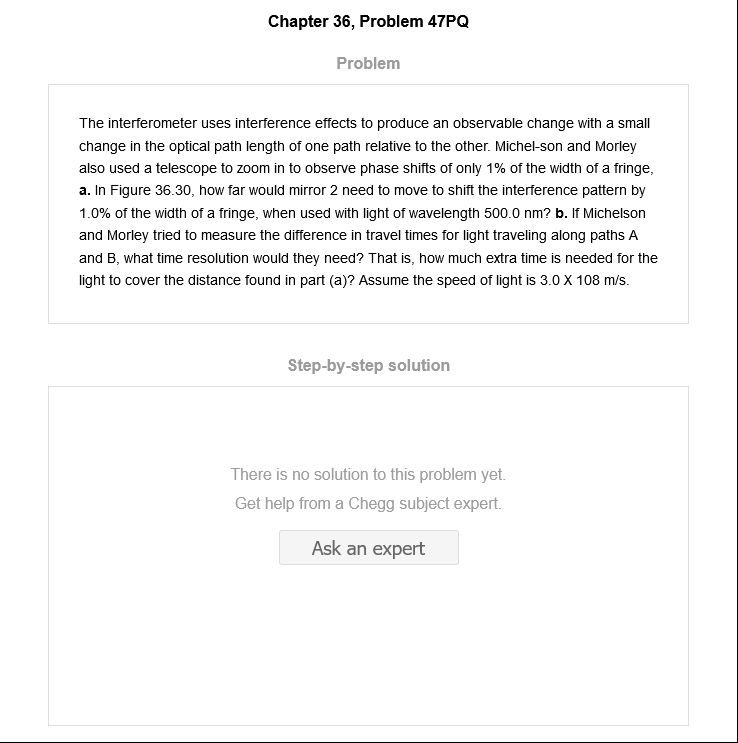 Chapter 36, Problem 47PQ
Problem
The interferometer uses interference effects to produce an observable change with a small
change in the optical path length of one path relative to the other. Michel-son and Morley
also used a telescope to zoom in to observe phase shifts of only 1% of the width of a fringe,
a. In Figure 36.30, how far would mirror 2 need to move to shift the interference pattern by
1.0% of the width of a fringe, when used with light of wavelength 500.0 nm? b. If Michelson
and Morley tried to measure the difference in travel times for light traveling along paths A
and B, what time resolution would they need? That is, how much extra time is needed for the
light to cover the distance found in part (a)? Assume the speed of light is 3.0 X 108 m/s.
Step-by-step solution
There is no solution to this problem yet.
Get help from a Chegg subject expert.
Ask an expert